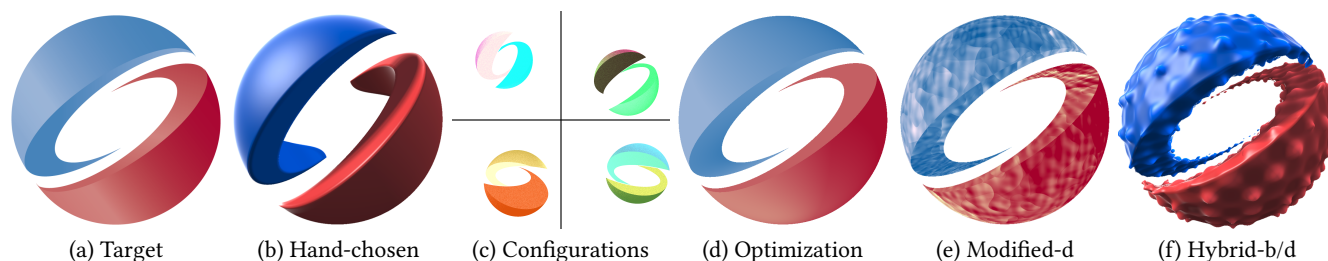 (a) Target (b) Hand-chosen (c) Configurations (d) Optimization (e) Modified-d (f) Hybrid-b/d